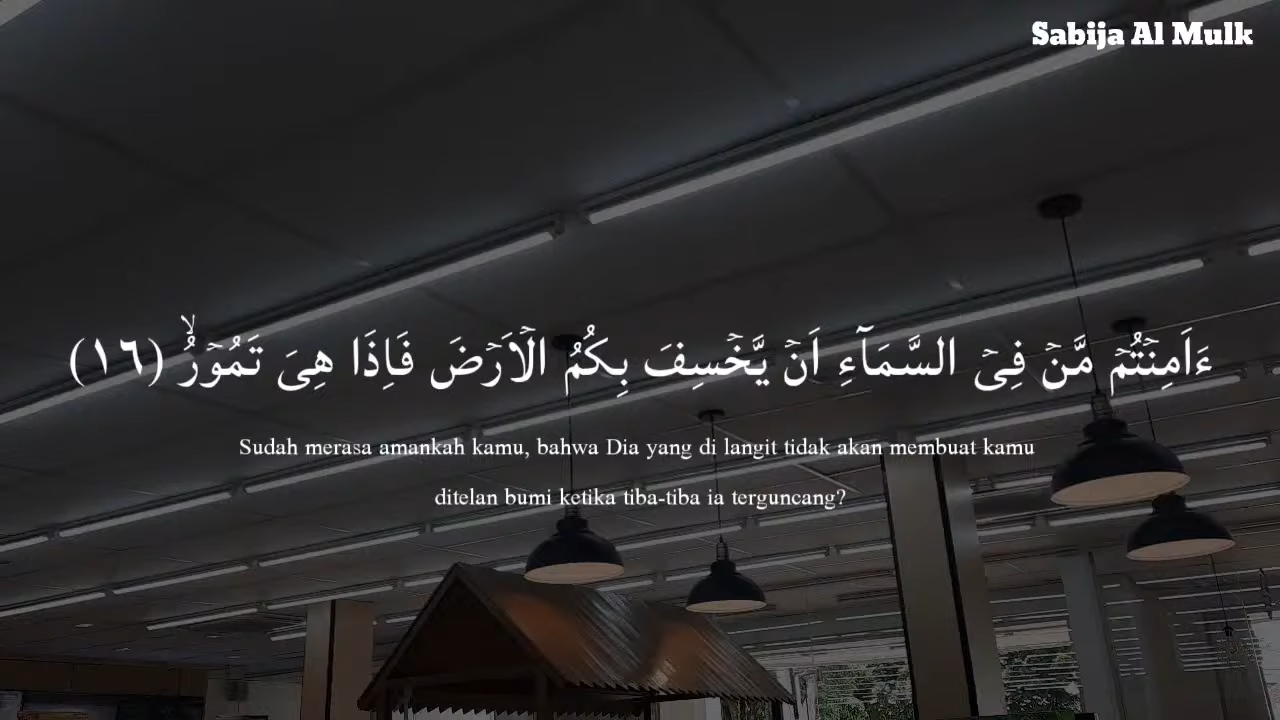 Sabija Al Mulk
ءَاَمِنۡتُمۡ مَّنۡ فِىۡ السَّمَآءِ اَنۡ يَّخۡسِفَ بِكُمُ الۡاَرۡضَ فَاِذَا هِىَ تَمُوۡرُۙ‏ (١٦)
Sudah merasa amankah kamu, bahwa Dia yang di langit tidak akan membuat kamu
ditelan bumi ketika tiba-tiba ia terguncang?